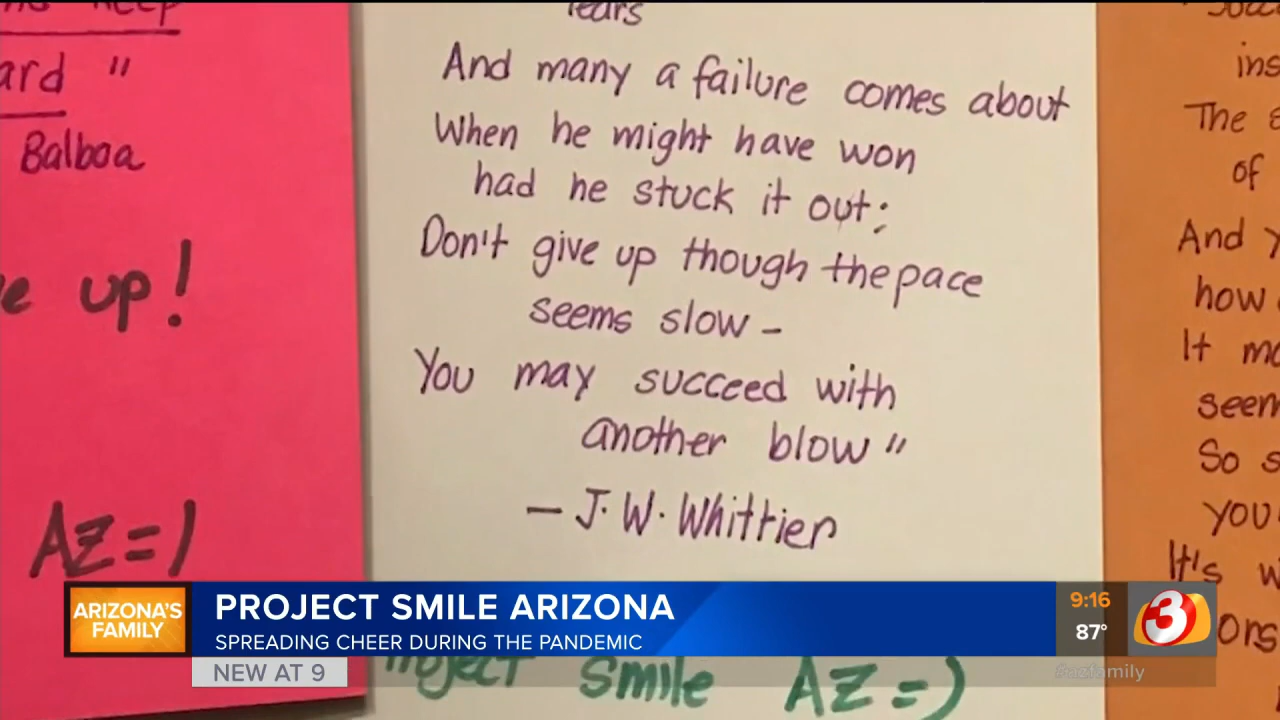 ard "
Balboa
up!
AZ=)
And many a failure comes about
When he might have won
had he stuck it out;
Don't give up though the pace
seems slow -
You may succeed with
another blow"
- J.W. Whittier
Project Smile AZ=)
The
of
And
how
It
So
you
It's
ARIZONA'S
FAMILY
PROJECT SMILE ARIZONA
SPREADING CHEER DURING THE PANDEMIC
NEW AT 9
9:16
87°
3
#azfamily